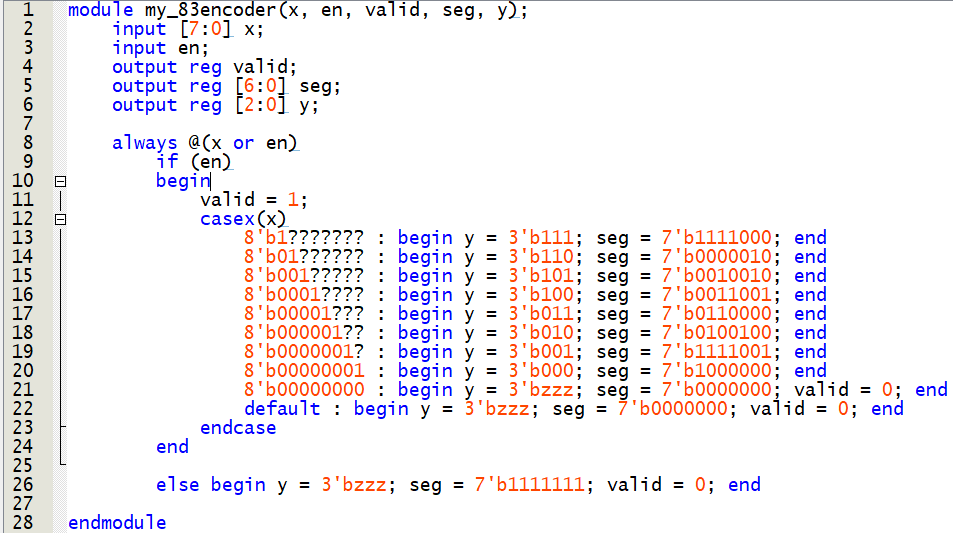 1 module my_83encoder(x, en, valid, seg, y);
2 input [7:0] x;
3 input en;
4 output reg valid;
5 output reg [6:0] seg;
6 output reg [2:0] y;
7
8 always @(x or en)
9 if (en)
10 begin
11 valid = 1;
12 casex(x)
13 8'b1??????? : begin y = 3'b111; seg = 7'b1111000; end
14 8'b01?????? : begin y = 3'b110; seg = 7'b0000010; end
15 8'b001????? : begin y = 3'b101; seg = 7'b0010010; end
16 8'b0001???? : begin y = 3'b100; seg = 7'b0011001; end
17 8'b00001??? : begin y = 3'b011; seg = 7'b0110000; end
18 8'b000001?? : begin y = 3'b010; seg = 7'b0100100; end
19 8'b0000001? : begin y = 3'b001; seg = 7'b1111001; end
20 8'b00000001 : begin y = 3'b000; seg = 7'b1000000; end
21 8'b00000000 : begin y = 3'bzzz; seg = 7'b0000000; valid = 0; end
22 default : begin y = 3'bzzz; seg = 7'b0000000; valid = 0; end
23 endcase
24 end
25
26 else begin y = 3'bzzz; seg = 7'b1111111; valid = 0; end
27
28 endmodule